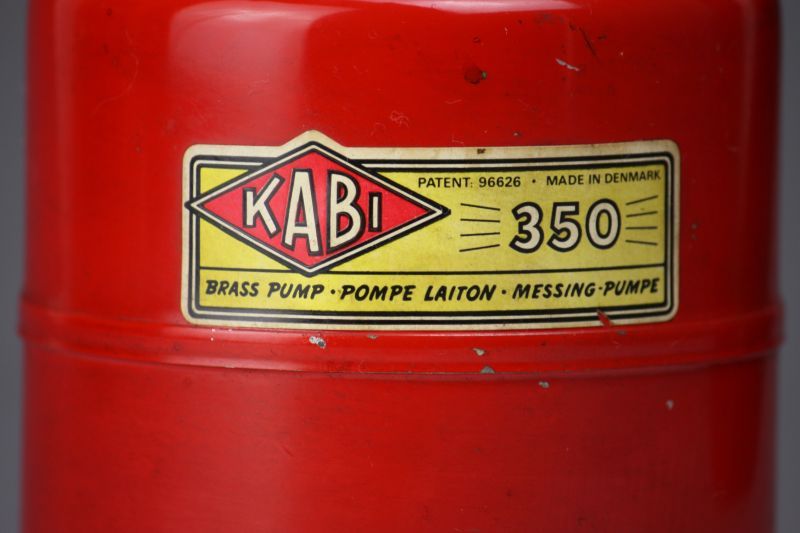 KABI
PATENT: 96626 · MADE IN DENMARK
350
BRASS PUMP · POMPE LAITON · MESSING-PUMPE